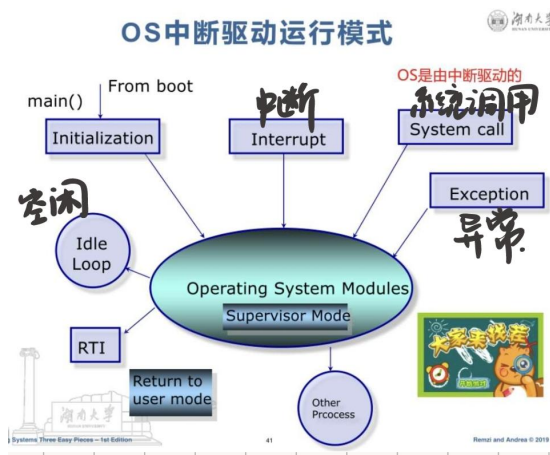 OS中断驱动运行模式
湖南大学
HUNAN UNIVERSITY
OS是由中断驱动的
From boot
main()
中断
系统调用
Initialization
Interrupt
System call
空闲
Exception
异常
Idle
Loop
Operating System Modules
Supervisor Mode
大家来找茬
RTI
Return to
user mode
Other
Prcocess
湖南大学
g Systems Three Easy Pieces – 1st Edition
41
Remzi and Andrea © 2019